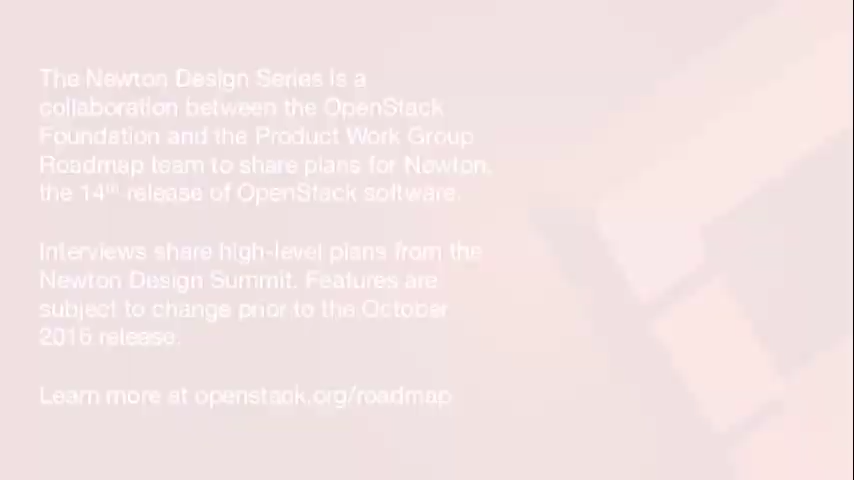 The Newton Design Series is a
collaboration between the OpenStack
Foundation and the Product Work Group
Roadmap team to share plans for Newton,
the 14th release of OpenStack software.
Interviews share high-level plans from the
Newton Design Summit. Features are
subject to change prior to the October
2016 release.
Learn more at openstack.org/roadmap